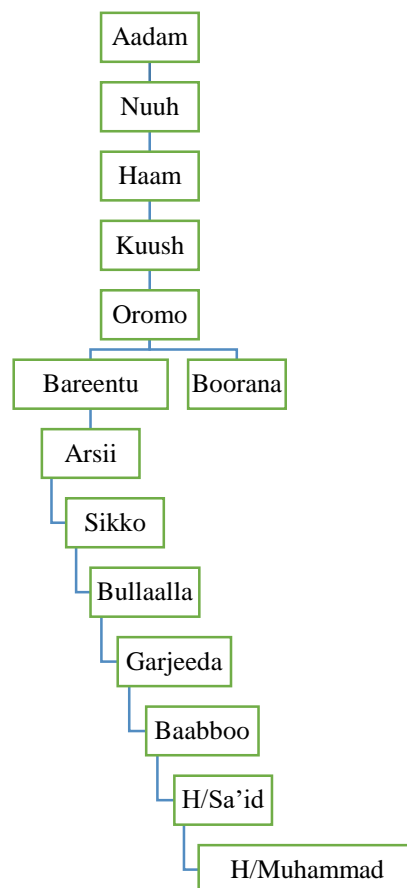 Aadam
Nuuh
Haam
Kuush
Oromo
Bareentu
Boorana
Arsii
Sikko
Bullaalla
Garjeeda
Baabboo
H/Sa’id
H/Muhammad